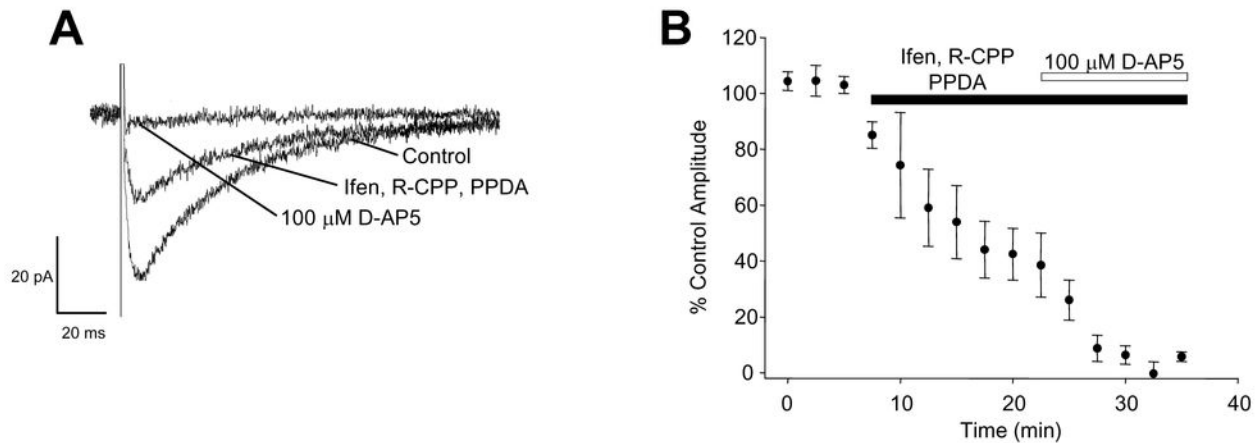 A
Control
Ifen, R-CPP, PPDA
100 μM D-AP5
20 pA
20 ms
B
120
100
80
60
40
20
0
% Control Amplitude
Ifen, R-CPP
PPDA
100 μM D-AP5
0 10 20 30 40
Time (min)